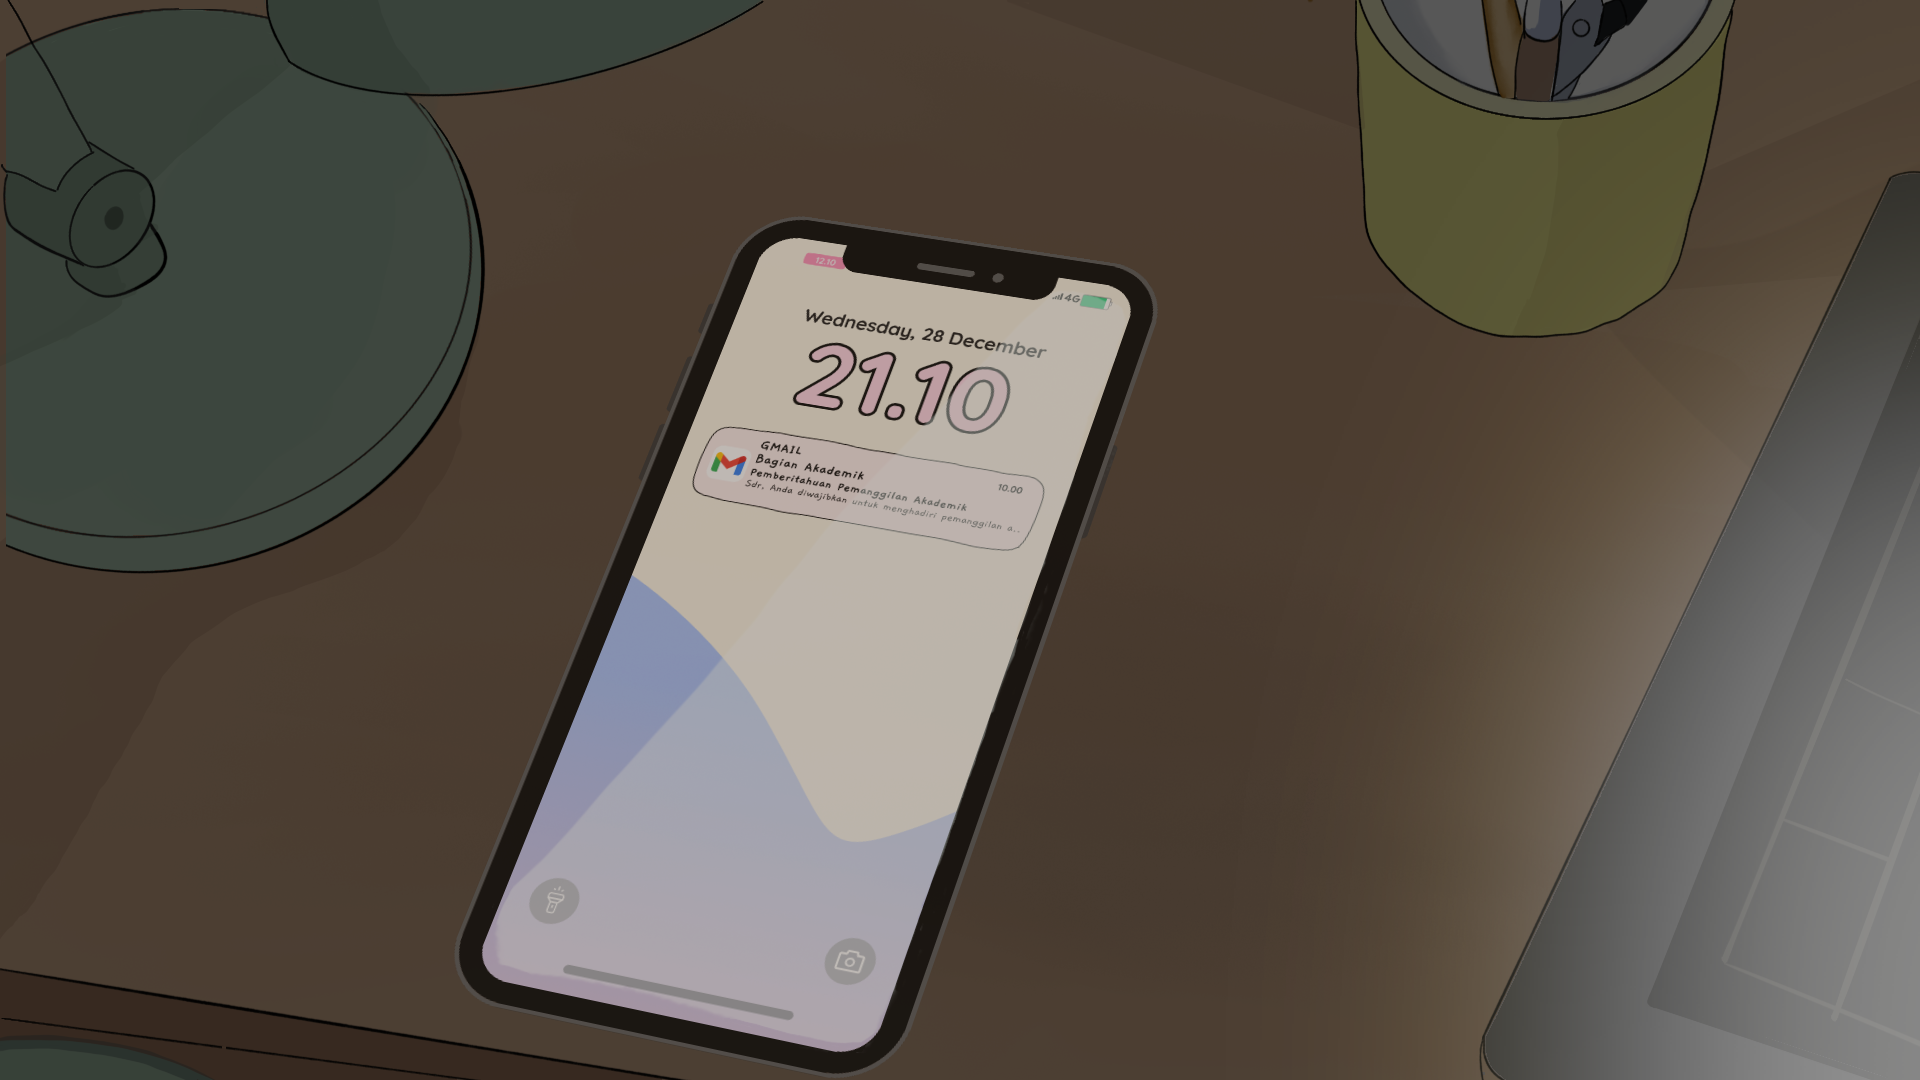 12.10
4G
Wednesday, 28 December
21.10
GMAIL
Bagian Akademik
10.00
Pemberitahuan Pemanggilan Akademik
Sdr. Anda diwajibkan untuk menghadiri pemanggilan a..